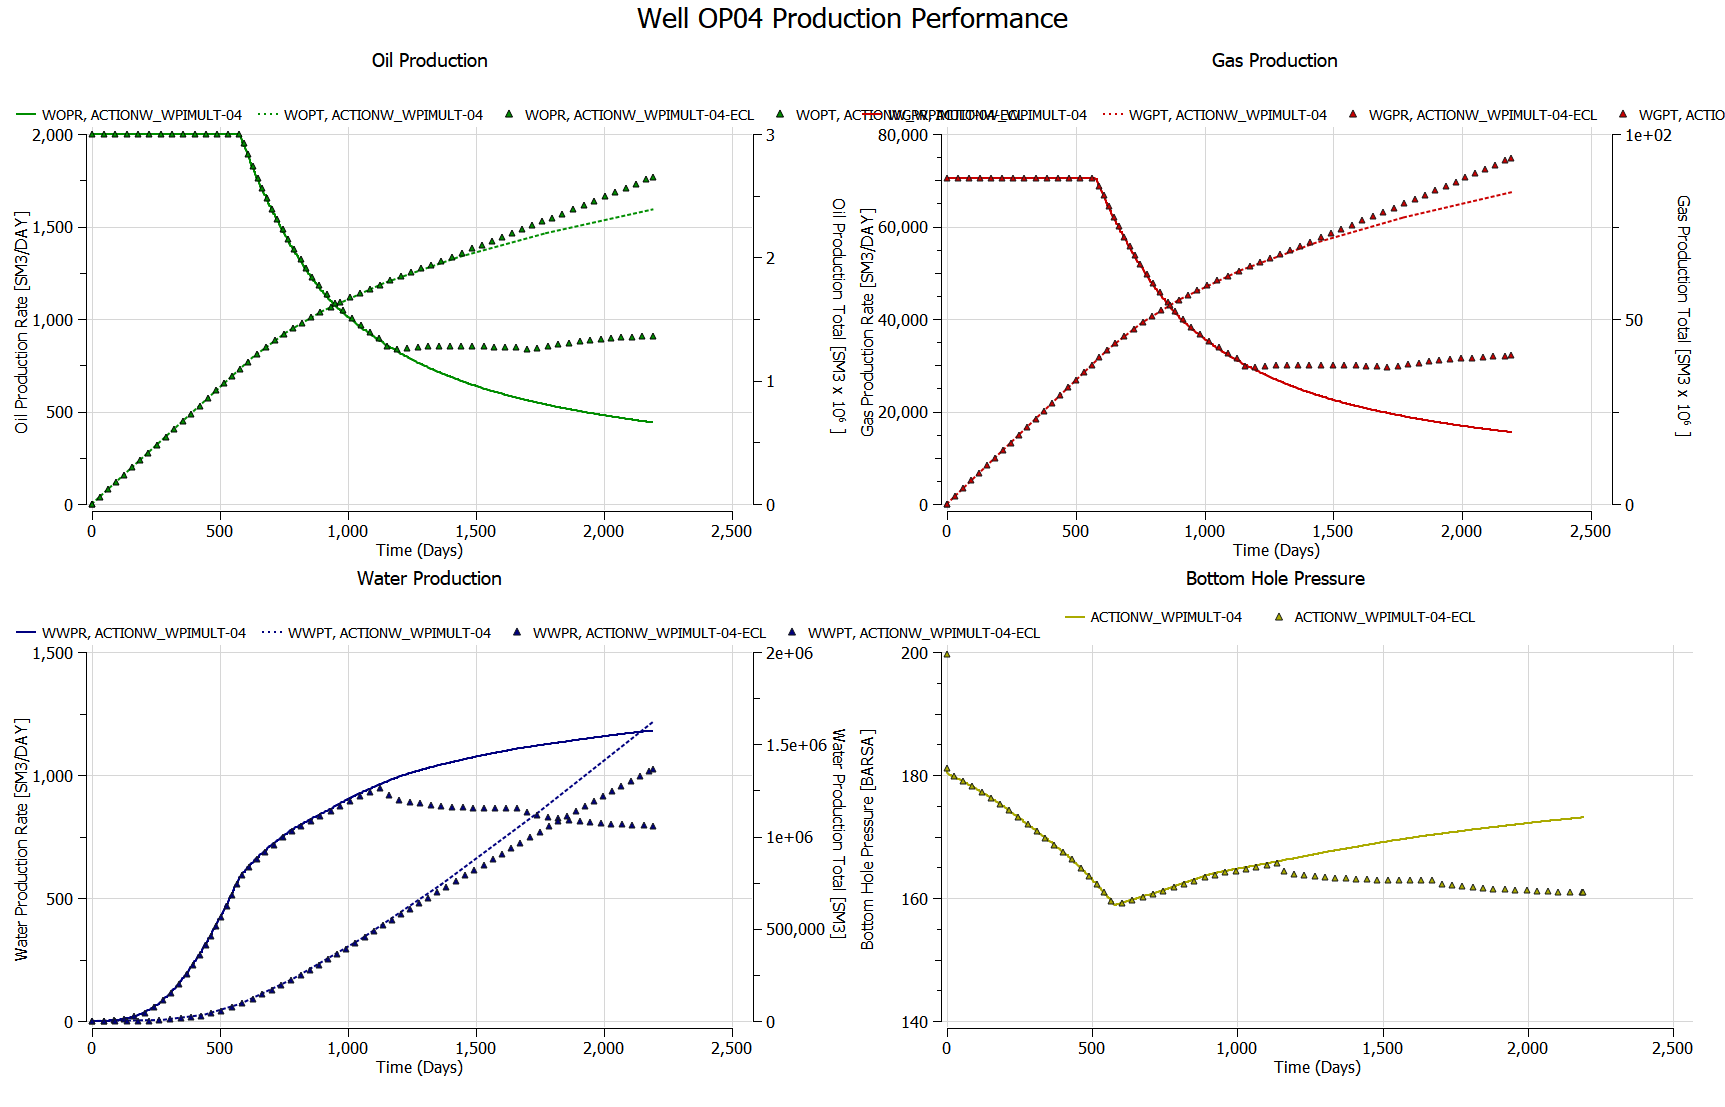 Well OP04 Production Performance
Oil Production
WOPR, ACTIONW_WPIMULT-04
WOPT, ACTIONW_WPIMULT-04
WOPR, ACTIONW_WPIMULT-04-ECL
WOPT, ACTIONW_WPIMULT-04-ECL
2,000
1,500
1,000
500
0
Oil Production Rate [SM3/DAY]
3
2
1
0
Oil Production Total [SM3 x 10⁶ ]
0 500 1,000 1,500 2,000 2,500
Time (Days)
Gas Production
WGPR, ACTIONW_WPIMULT-04
WGPT, ACTIONW_WPIMULT-04
WGPR, ACTIONW_WPIMULT-04-ECL
WGPT, ACTIO
80,000
60,000
40,000
20,000
0
Gas Production Rate [SM3/DAY]
1e+02
50
0
Gas Production Total [SM3 x 10⁶ ]
0 500 1,000 1,500 2,000 2,500
Time (Days)
Water Production
WWPR, ACTIONW_WPIMULT-04
WWPT, ACTIONW_WPIMULT-04
WWPR, ACTIONW_WPIMULT-04-ECL
WWPT, ACTIONW_WPIMULT-04-ECL
1,500
1,000
500
0
Water Production Rate [SM3/DAY]
2e+06
1.5e+06
1e+06
500,000
0
Water Production Total [SM3]
0 500 1,000 1,500 2,000 2,500
Time (Days)
Bottom Hole Pressure
ACTIONW_WPIMULT-04
ACTIONW_WPIMULT-04-ECL
200
180
160
140
Bottom Hole Pressure [BARSA]
0 500 1,000 1,500 2,000 2,500
Time (Days)